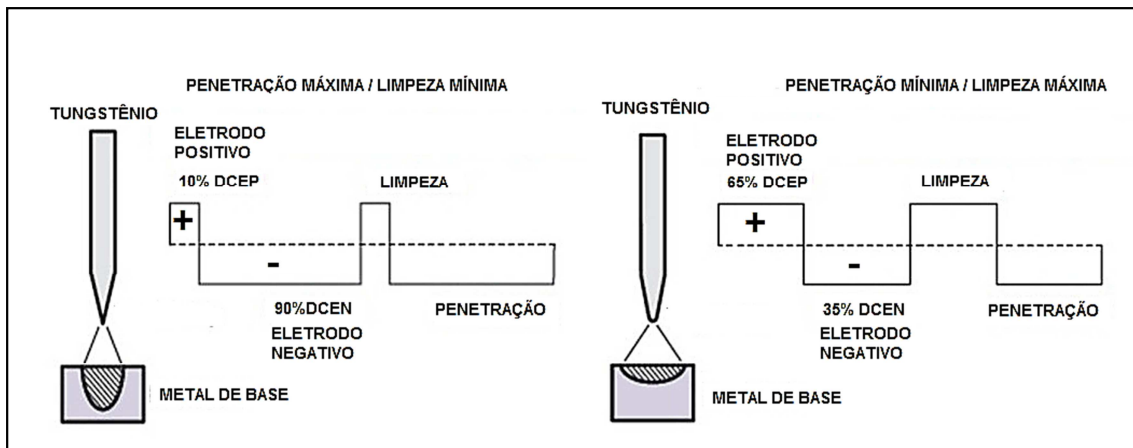 PENETRAÇÃO MÁXIMA / LIMPEZA MÍNIMA
TUNGSTÊNIO
ELETRODO
POSITIVO
10% DCEP
LIMPEZA
+
-
90%DCEN
PENETRAÇÃO
ELETRODO
NEGATIVO
METAL DE BASE
PENETRAÇÃO MÍNIMA / LIMPEZA MÁXIMA
TUNGSTÊNIO
ELETRODO
POSITIVO
65% DCEP
LIMPEZA
+
-
35% DCEN
PENETRAÇÃO
ELETRODO
NEGATIVO
METAL DE BASE